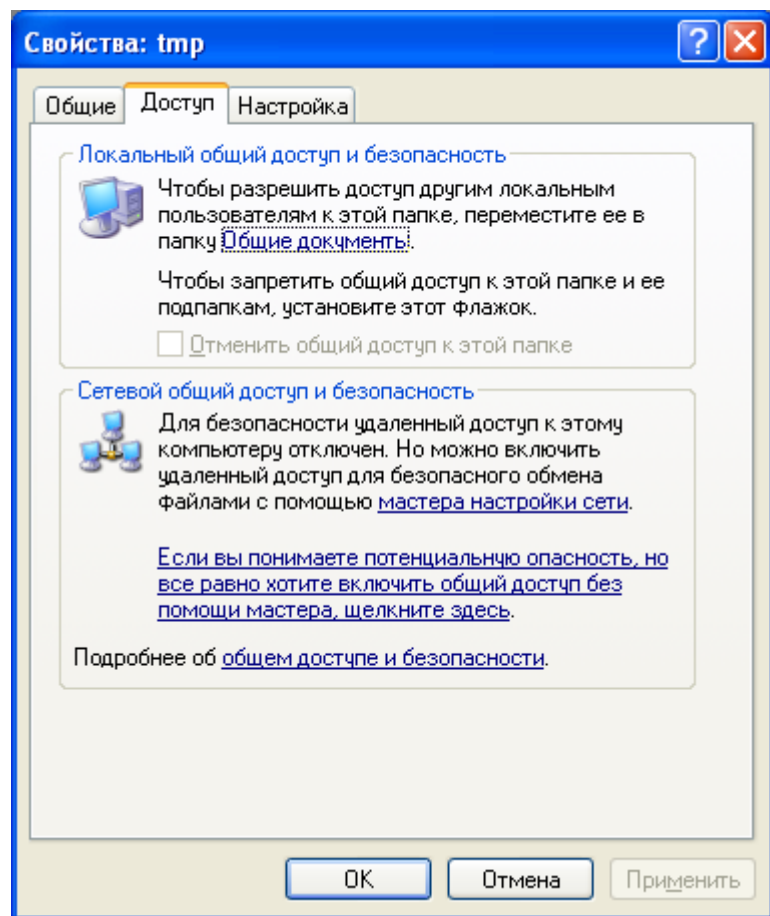 Свойства: tmp
Общие Доступ Настройка
Локальный общий доступ и безопасность
Чтобы разрешить доступ другим локальным
пользователям к этой папке, переместите ее в
папку Общие документы.
Чтобы запретить общий доступ к этой папке и ее
подпапкам, установите этот флажок.
Отменить общий доступ к этой папке
Сетевой общий доступ и безопасность
Для безопасности удаленный доступ к этому
компьютеру отключен. Но можно включить
удаленный доступ для безопасного обмена
файлами с помощью мастера настройки сети.
Если вы понимаете потенциальную опасность, но
все равно хотите включить общий доступ без
помощи мастера, щелкните здесь.
Подробнее об общем доступе и безопасности.
OK Отмена Применить